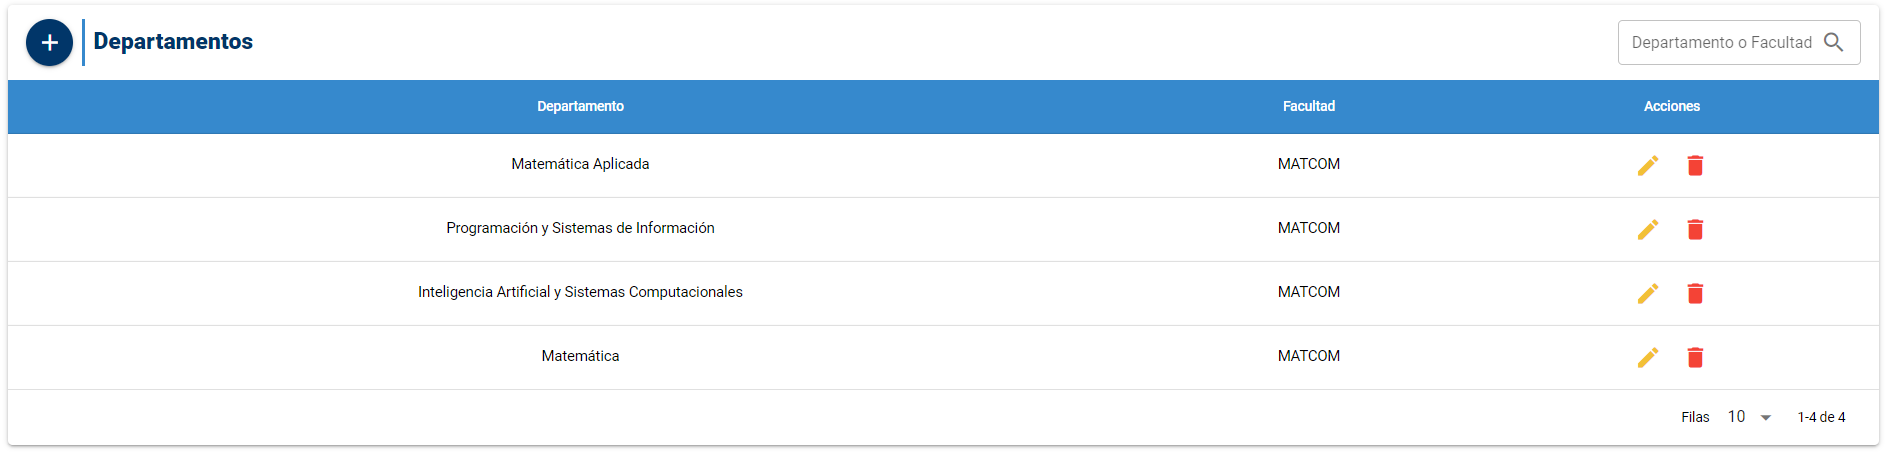 Departamentos
Departamento o Facultad
Departamento Facultad Acciones
Matemática Aplicada MATCOM
Programación y Sistemas de Información MATCOM
Inteligencia Artificial y Sistemas Computacionales MATCOM
Matemática MATCOM
Filas 10 1-4 de 4